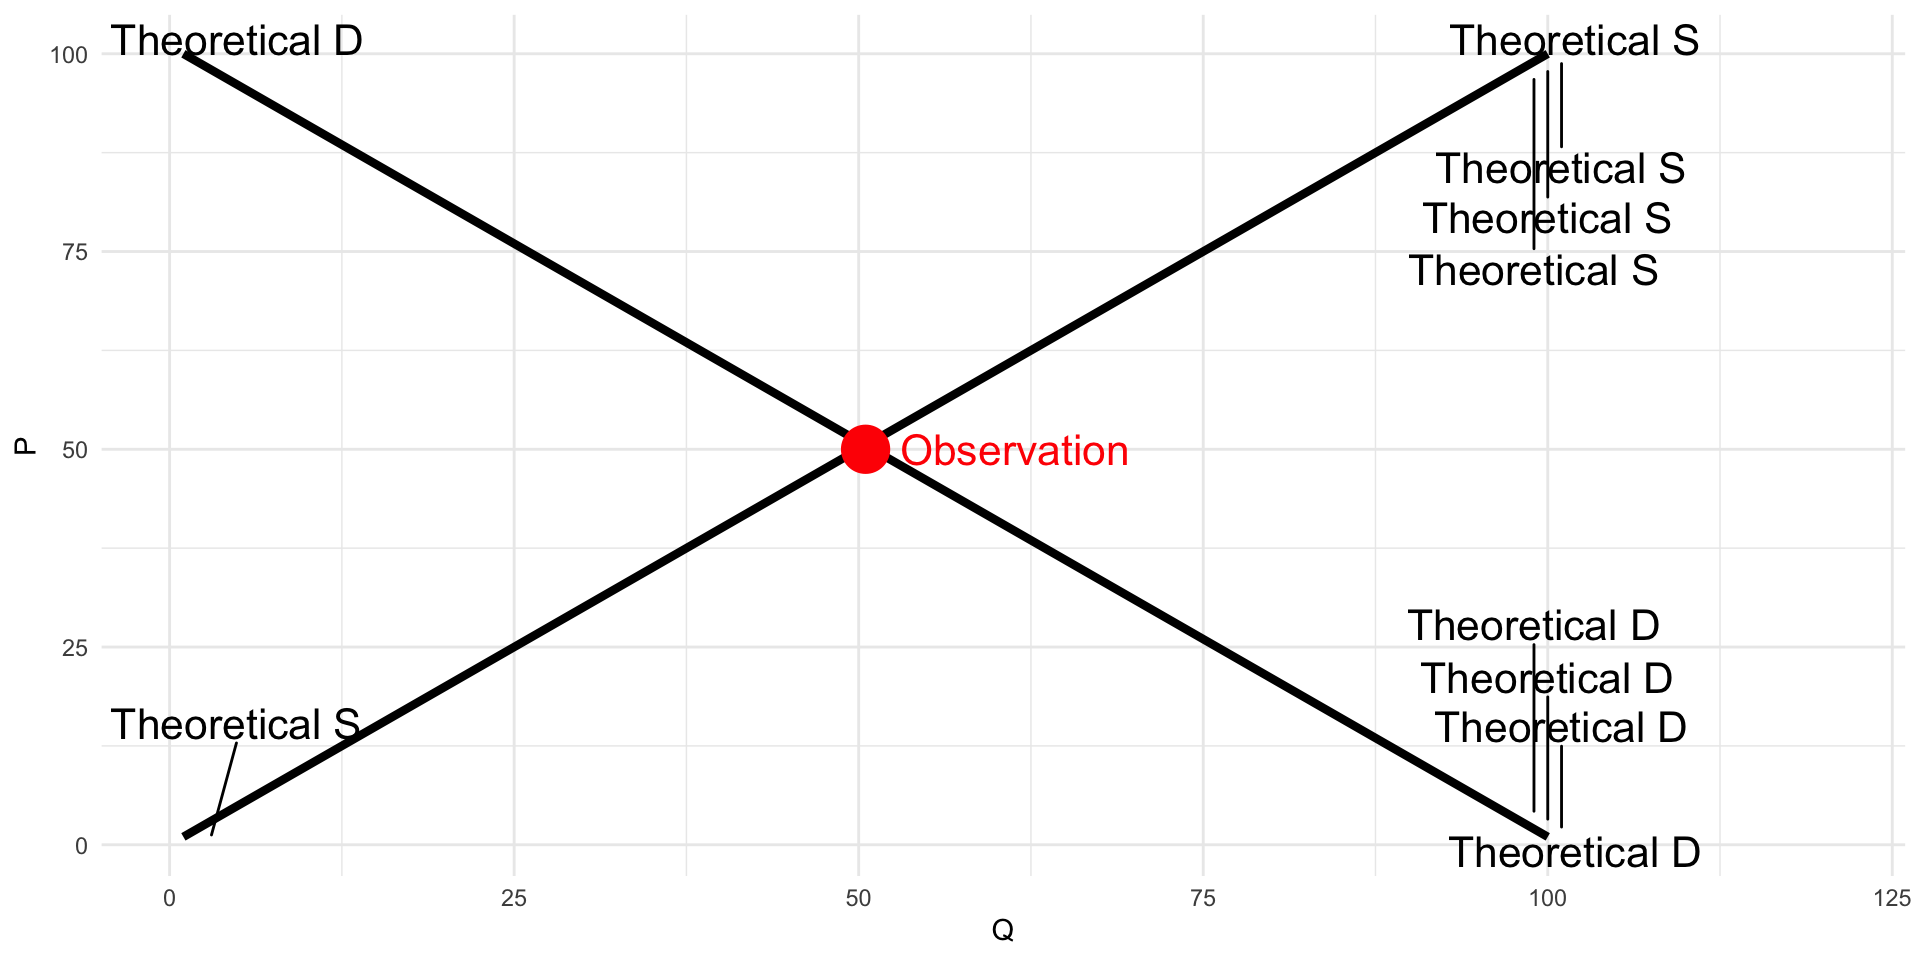 Theoretical D
Theoretical S
100
Theoretical S
Theoretical S
75
Theoretical S
P
50
Observation
Theoretical D
25
Theoretical D
Theoretical S
Theoretical D
0
Theoretical D
0
25
50
75
100
125
Q